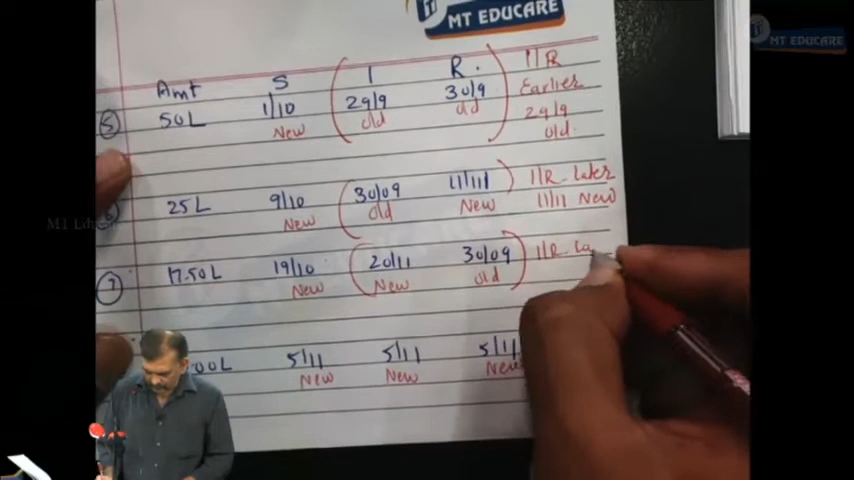 MT EDUCARE
MT EDUCARE
Amt S I R. I/R
⑤ 50L 1/10 29/9 30/9 Earlier
New old old 29/9
old
25L 9/10 30/09 11/11 I/R Later
New old New 11/11 New
⑦ 17.50L 19/10 20/11 30/09 I/R La
New New old
00L 5/11 5/11 5/11
New New New